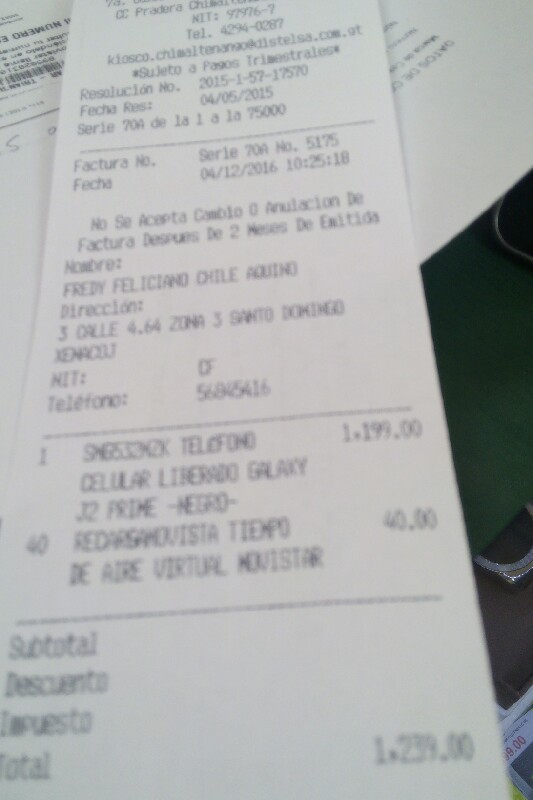 CC Pradera Chimaltenango
NIT: 97976-7
Tel. 4294-0287
kiosco.chimaltenango@distelsa.com.gt
*Sujeto a Pagos Trimestrales*
Resolución No. 2015-1-57-17570
Fecha Res: 04/05/2015
Serie 70A de la 1 a la 75000
Factura No. Serie 70A No. 5175
Fecha 04/12/2016 10:25:18
No Se Acepta Cambio O Anulacion De
Factura Despues De 2 Meses De Emitida
Nombre:
FREDY FELICIANO CHILE AQUINO
Dirección:
3 CALLE 4.64 ZONA 3 SANTO DOMINGO
XENACOJ
NIT: CF
Teléfono: 56845416
1 SMG532M2K TELéFONO 1,199.00
CELULAR LIBERADO GALAXY
J2 PRIME -NEGRO-
40 RECARGAMOVISTA TIEMPO 40.00
DE AIRE VIRTUAL MOVISTAR
Subtotal
Descuento
Impuesto
Total 1,239.00